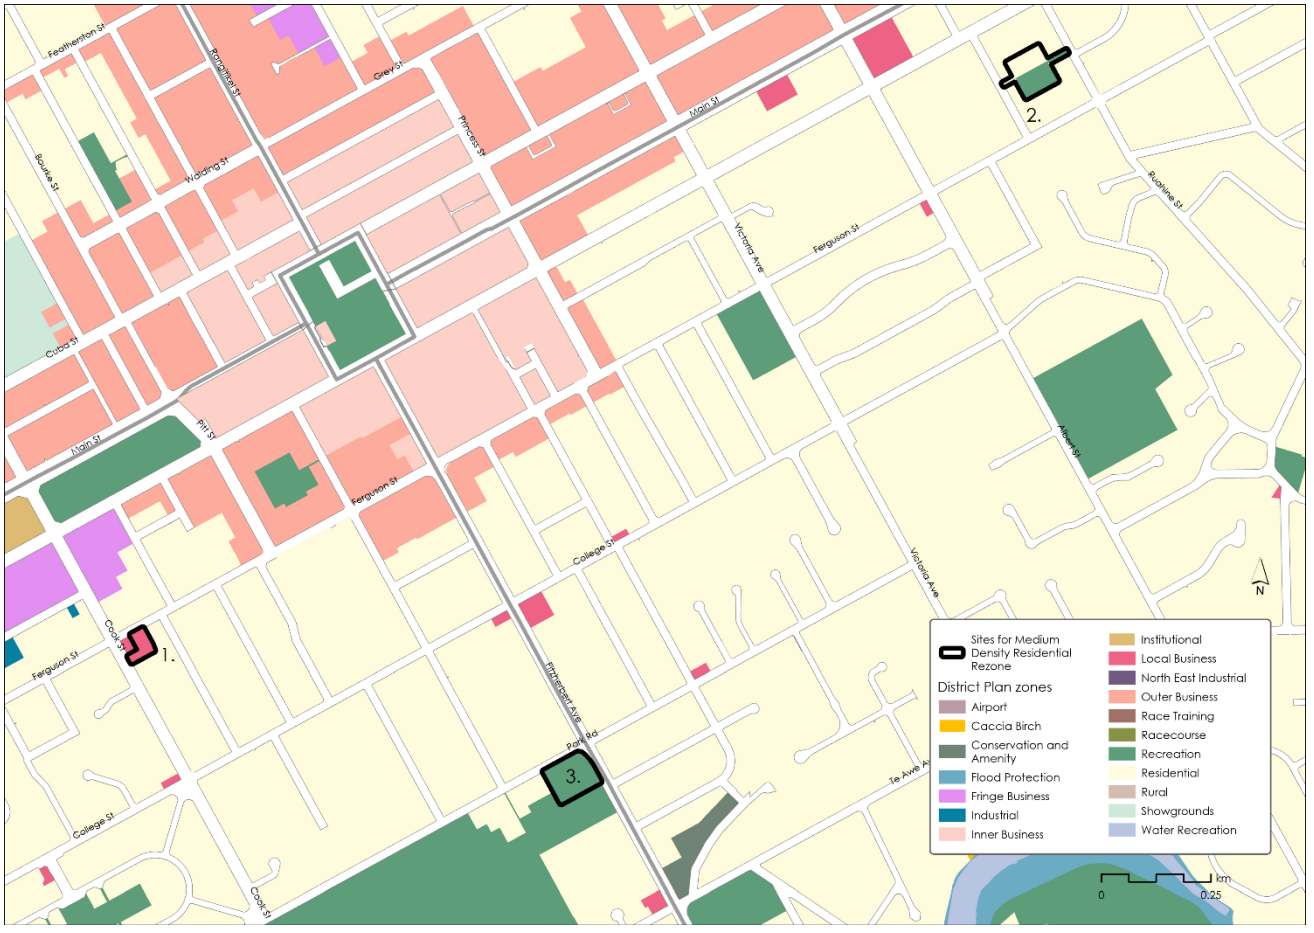 Featherston St
Rangitikei St
Grey St
Princess St
Main St
2.
Bourke St
Walding St
Ruahine St
Victoria Ave
Ferguson St
Cuba St
Main St
Pitt St
Albert St
Ferguson St
College St
Victoria Ave
N
Cook St
1.
Ferguson St
Fitzherbert Ave
Park Rd
3.
College St
Cook St
Sites for Medium
Density Residential
Rezone
District Plan zones
Airport
Caccia Birch
Conservation and
Amenity
Flood Protection
Fringe Business
Industrial
Inner Business
Institutional
Local Business
North East Industrial
Outer Business
Race Training
Racecourse
Recreation
Residential
Rural
Showgrounds
Water Recreation
Te Awe
km
0
0.25